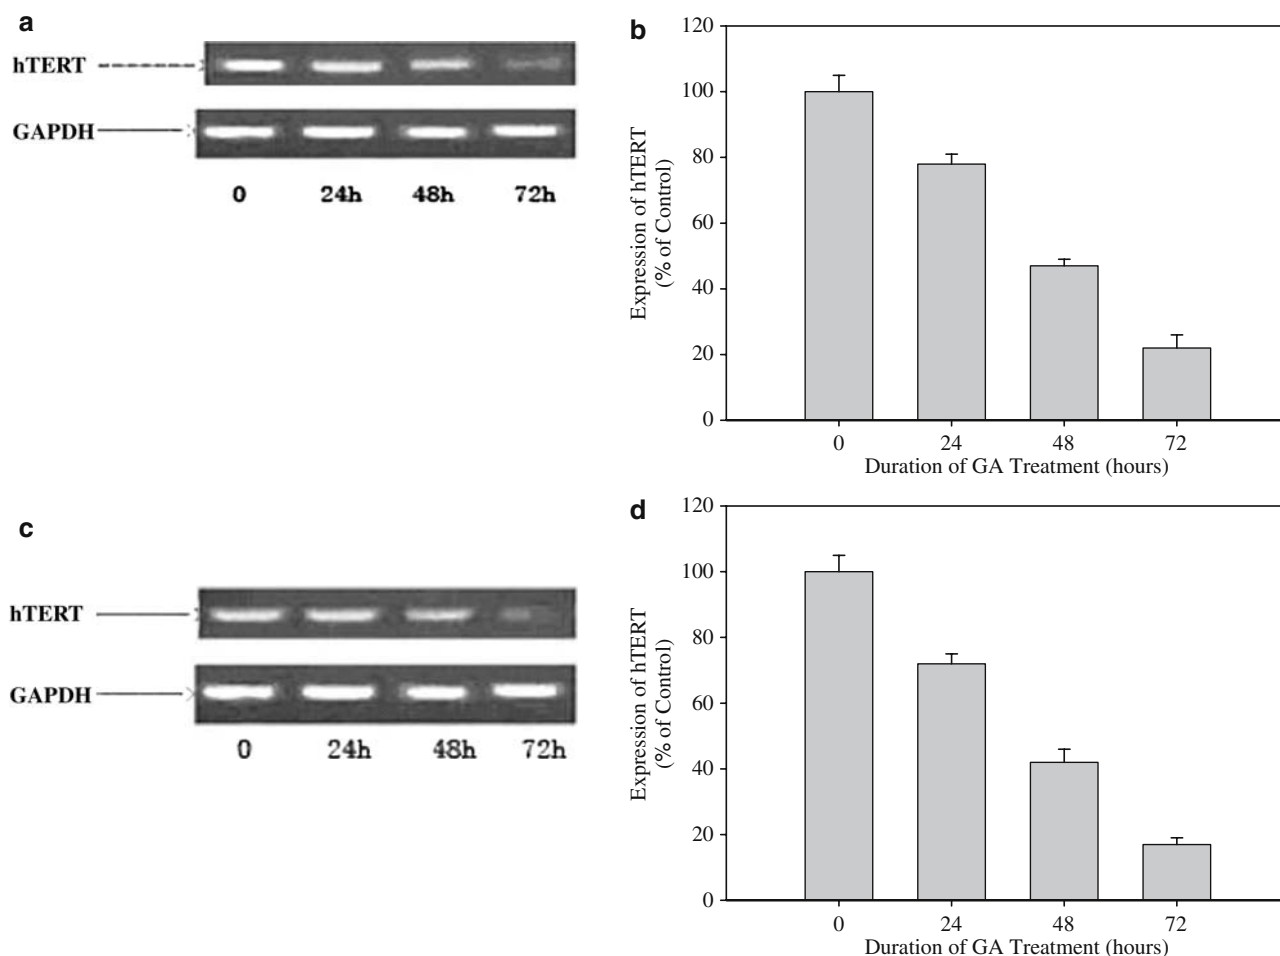 a
hTERT
GAPDH
0 24h 48h 72h
b
120
100
80
60
40
20
0
Expression of hTERT
(% of Control)
0 24 48 72
Duration of GA Treatment (hours)
c
hTERT
GAPDH
0 24h 48h 72h
d
120
100
80
60
40
20
0
Expression of hTERT
(% of Control)
0 24 48 72
Duration of GA Treatment (hours)